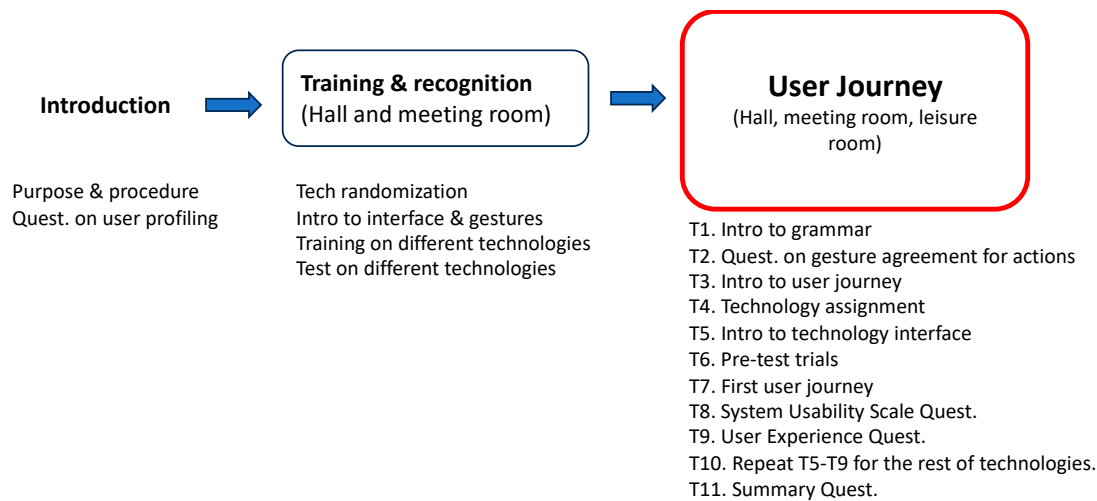 Introduction
Purpose & procedure
Quest. on user profiling
Training & recognition
(Hall and meeting room)
Tech randomization
Intro to interface & gestures
Training on different technologies
Test on different technologies
User Journey
(Hall, meeting room, leisure
room)
T1. Intro to grammar
T2. Quest. on gesture agreement for actions
T3. Intro to user journey
T4. Technology assignment
T5. Intro to technology interface
T6. Pre-test trials
T7. First user journey
T8. System Usability Scale Quest.
T9. User Experience Quest.
T10. Repeat T5-T9 for the rest of technologies.
T11. Summary Quest.